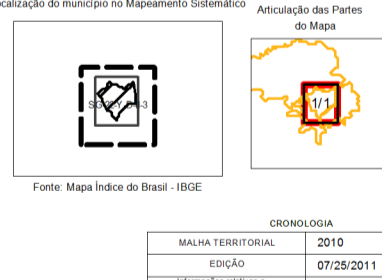 calização do município no Mapeamento Sistemático
Articulação das Partes
do Mapa
1/1
Fonte: Mapa Índice do Brasil - IBGE
CRONOLOGIA
MALHA TERRITORIAL 2010
EDIÇÃO 07/25/2011